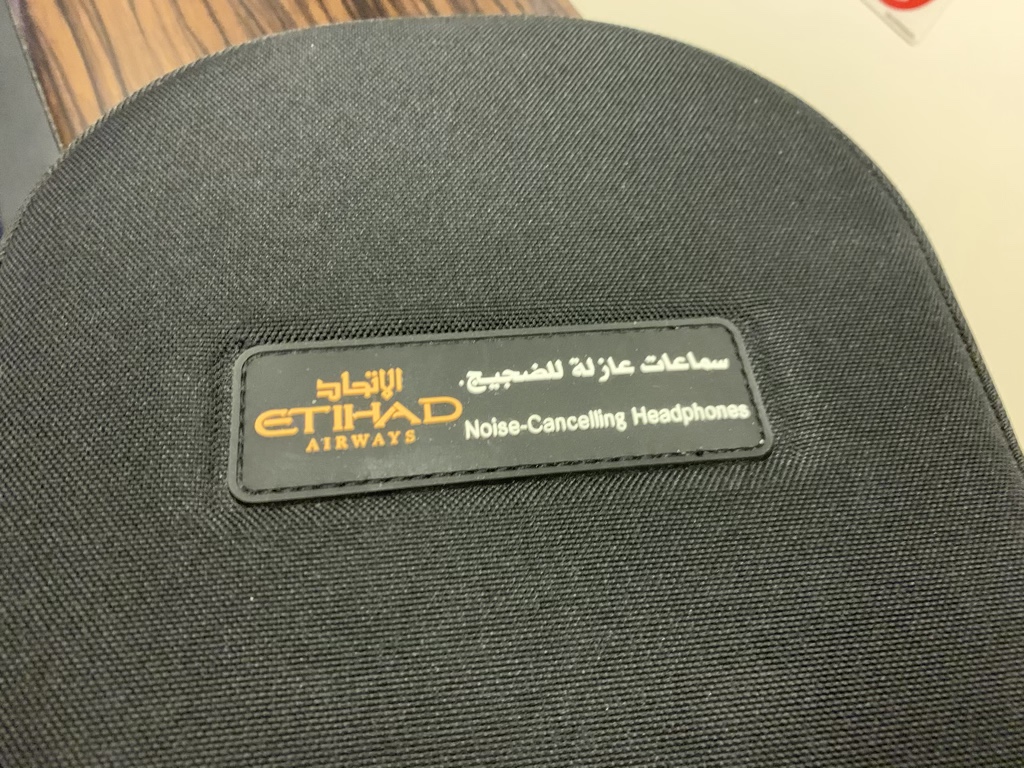 الاتحاد
ETIHAD
AIRWAYS
سماعات عازلة للضجيج.
Noise-Cancelling Headphones